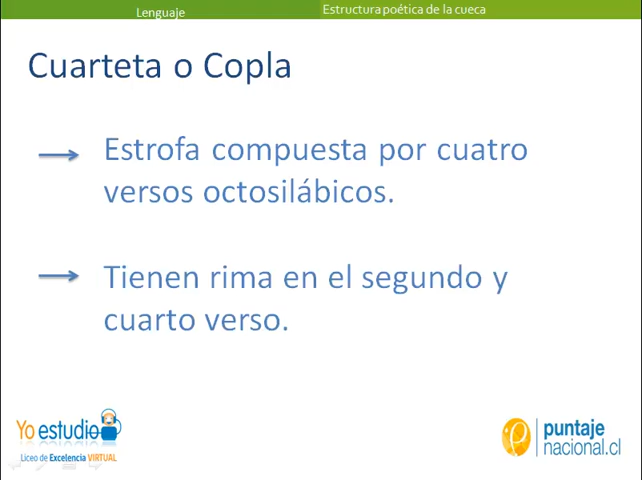 Lenguaje
Estructura poética de la cueca
Cuarteta o Copla
Estrofa compuesta por cuatro
versos octosilábicos.
Tienen rima en el segundo y
cuarto verso.
Yo estudio
Liceo de Excelencia VIRTUAL
puntaje
nacional.cl